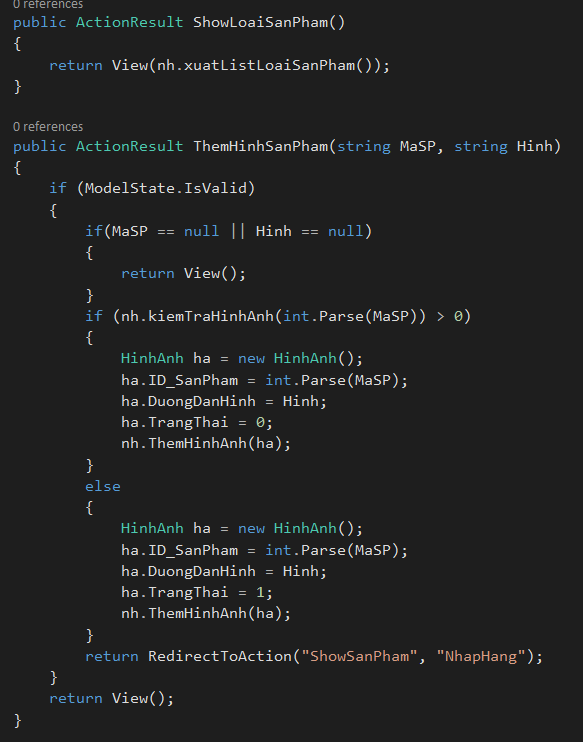 0 references
public ActionResult ShowLoaiSanPham()
{
    return View(nh.xuatListLoaiSanPham());
}
0 references
public ActionResult ThemHinhSanPham(string MaSP, string Hinh)
{
    if (ModelState.IsValid)
    {
        if(MaSP == null || Hinh == null)
        {
            return View();
        }
        if (nh.kiemTraHinhAnh(int.Parse(MaSP)) > 0)
        {
            HinhAnh ha = new HinhAnh();
            ha.ID_SanPham = int.Parse(MaSP);
            ha.DuongDanHinh = Hinh;
            ha.TrangThai = 0;
            nh.ThemHinhAnh(ha);
        }
        else
        {
            HinhAnh ha = new HinhAnh();
            ha.ID_SanPham = int.Parse(MaSP);
            ha.DuongDanHinh = Hinh;
            ha.TrangThai = 1;
            nh.ThemHinhAnh(ha);
        }
        return RedirectToAction("ShowSanPham", "NhapHang");
    }
    return View();
}